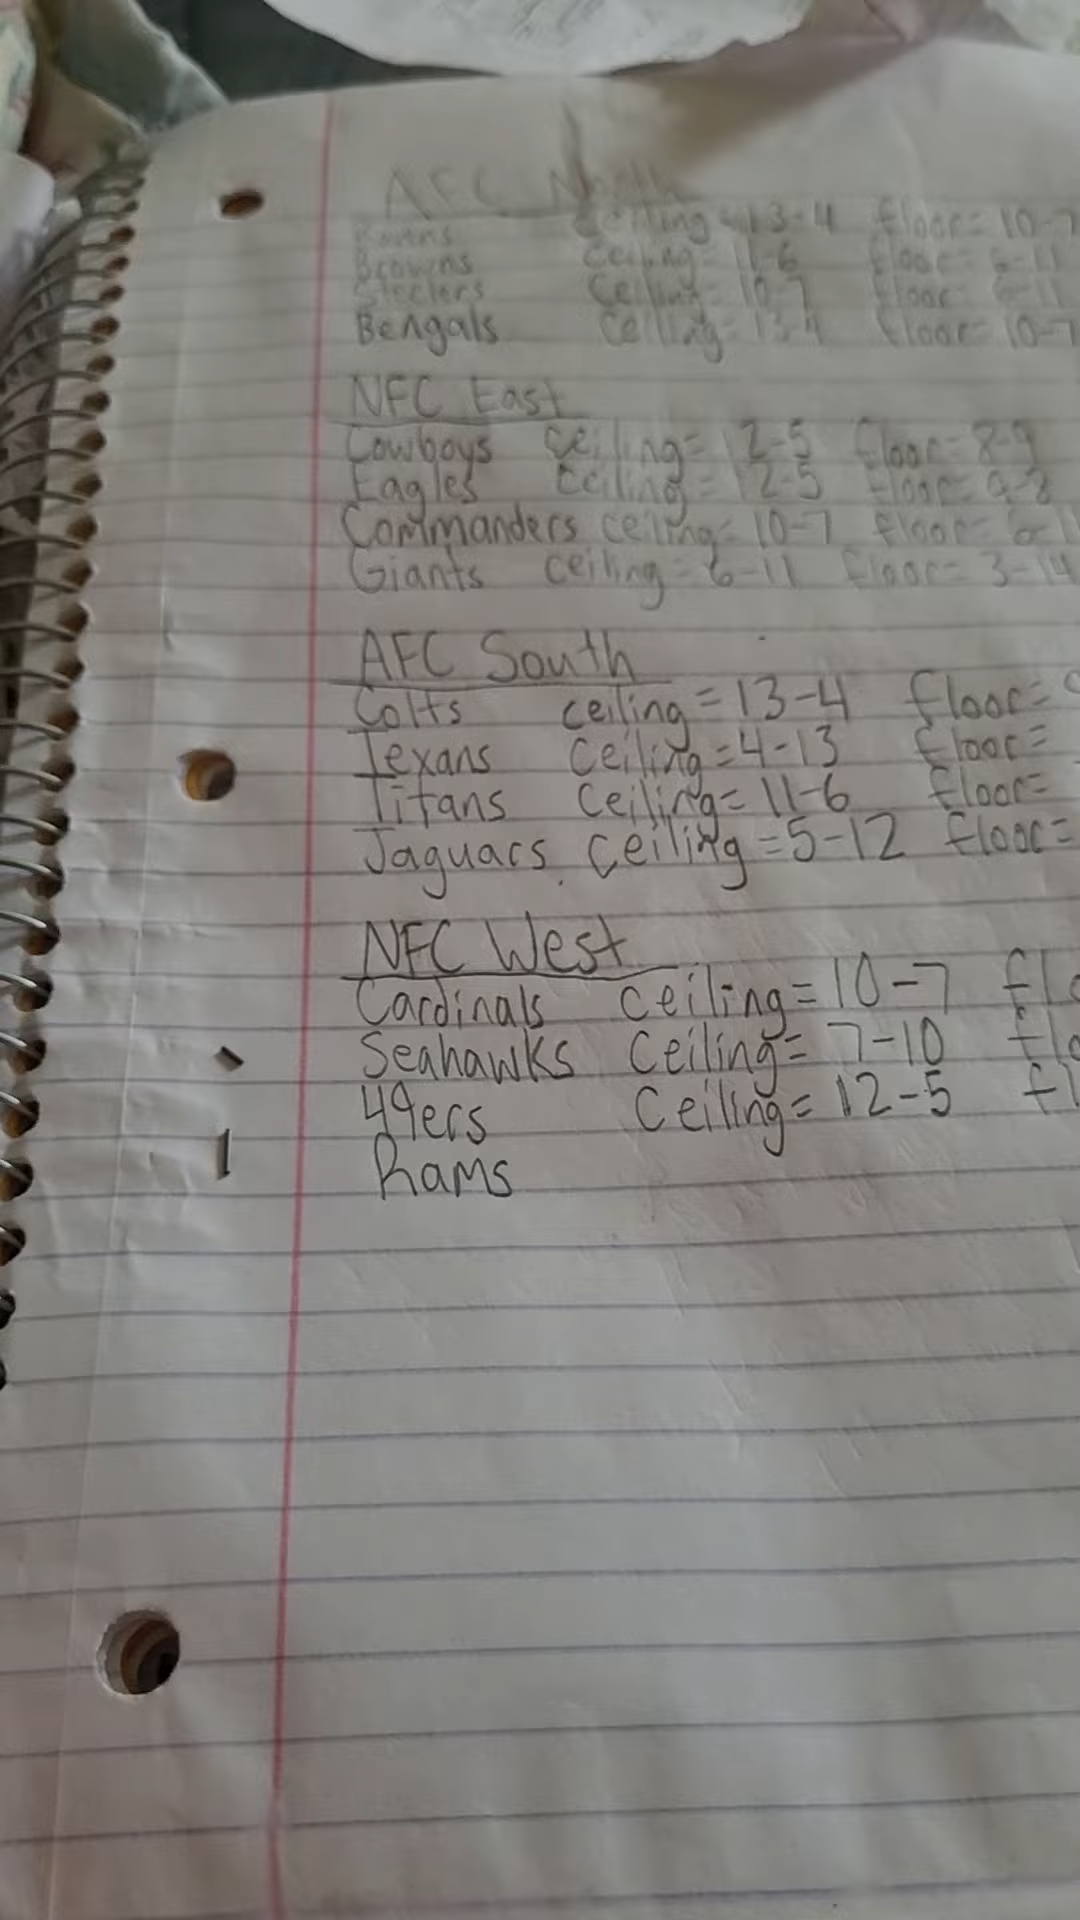 AFC North
Ravens ceiling=13-4 floor=10-7
Browns ceiling=11-6 floor=6-11
Steelers ceiling=10-7 floor=6-11
Bengals ceiling=13-4 floor=10-7
NFC East
Cowboys ceiling=12-5 floor=8-9
Eagles ceiling=12-5 floor=9-8
Commanders ceiling=10-7 floor=6-11
Giants ceiling=6-11 floor=3-14
AFC South
Colts ceiling=13-4 floor=
Texans ceiling=4-13 floor=
Titans ceiling=11-6 floor=
Jaguars ceiling=5-12 floor=
NFC West
Cardinals ceiling=10-7 flo
Seahawks ceiling=7-10 flo
49ers ceiling=12-5 fl
Rams